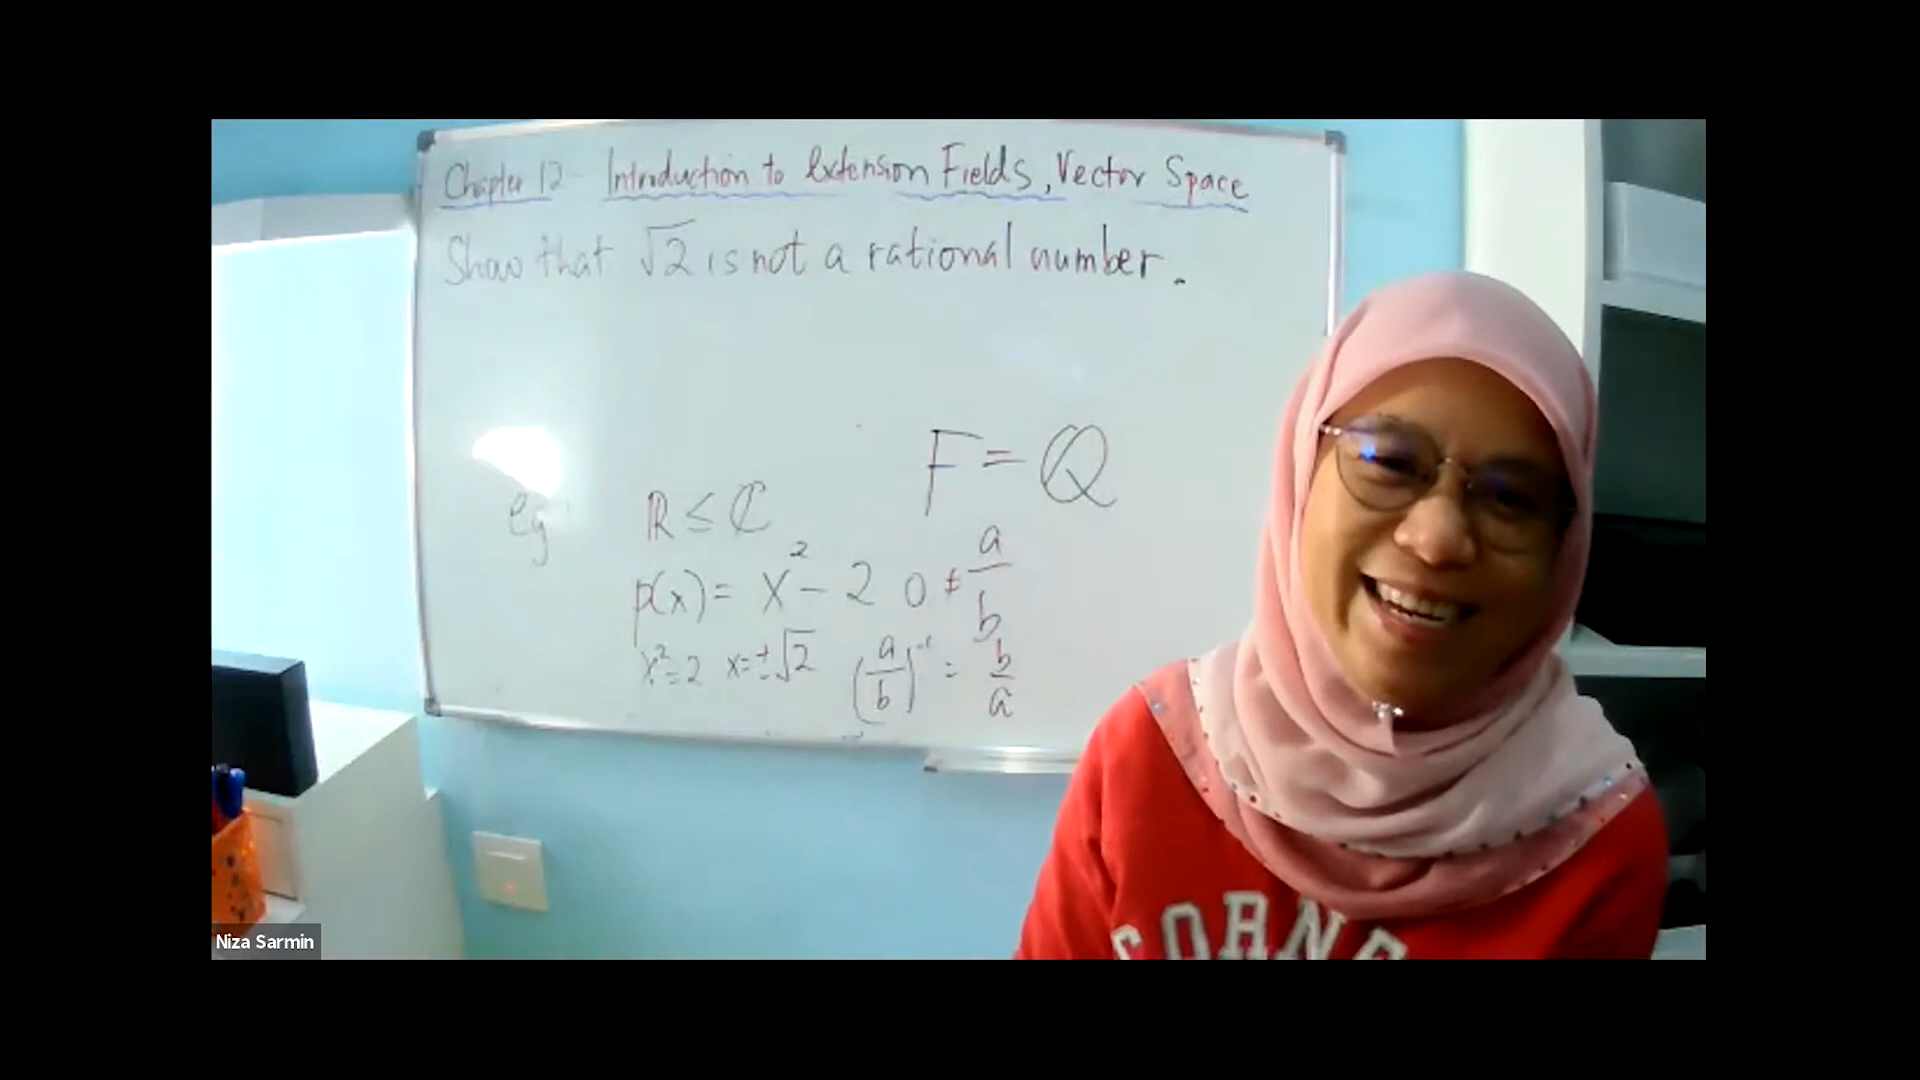 Chapter 12 Introduction to Extension Fields, Vector Space
Show that √2 is not a rational number.
F = ℚ
eg: ℝ ≤ ℂ
p(x) = x² - 2 0 ≠ a/b
x² = 2 x = ±√2 (a/b)⁻¹ = b/a
CORNE
Niza Sarmin